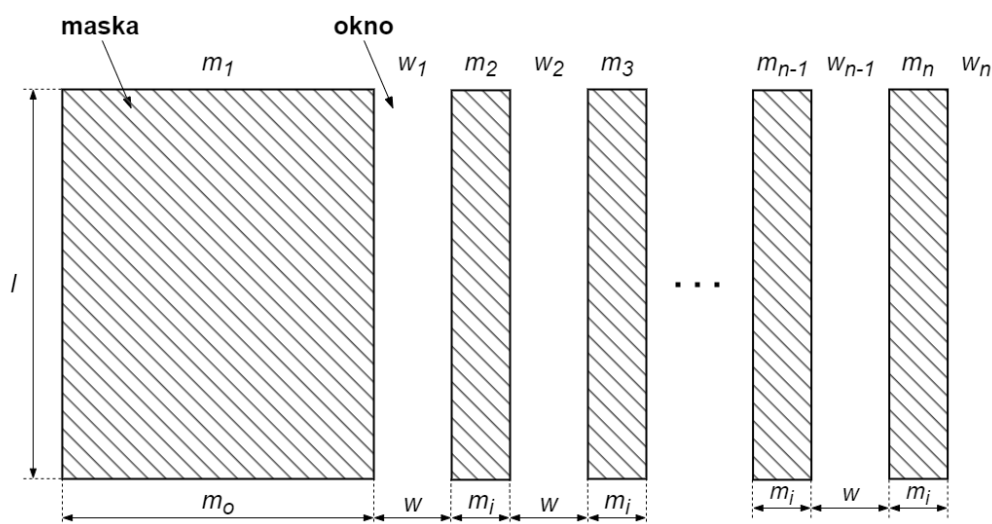 maska okno
m1 w1 m2 w2 m3 mn-1 wn-1 mn wn
l
. . .
mo w mi w mi mi w mi